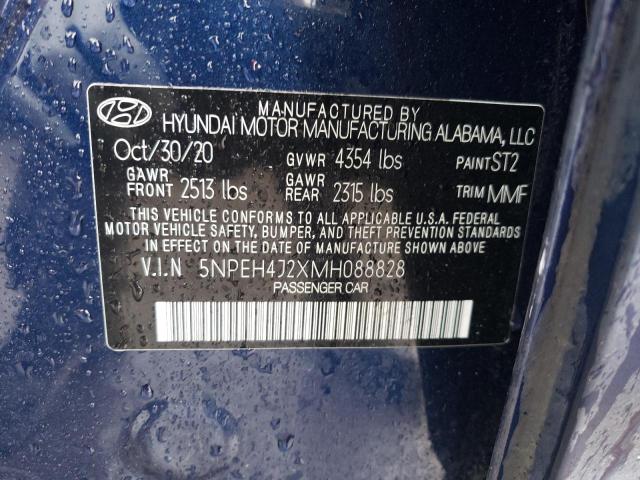 MANUFACTURED BY
HYUNDAI MOTOR MANUFACTURING ALABAMA, LLC
Oct/30/20 GVWR 4354 lbs PAINT ST2
GAWR FRONT 2513 lbs GAWR REAR 2315 lbs TRIM MMF
THIS VEHICLE CONFORMS TO ALL APPLICABLE U.S.A. FEDERAL
MOTOR VEHICLE SAFETY, BUMPER, AND THEFT PREVENTION STANDARDS
IN EFFECT ON THE DATE OF MANUFACTURE SHOWN ABOVE.
V.I.N 5NPEH4J2XMH088828
PASSENGER CAR